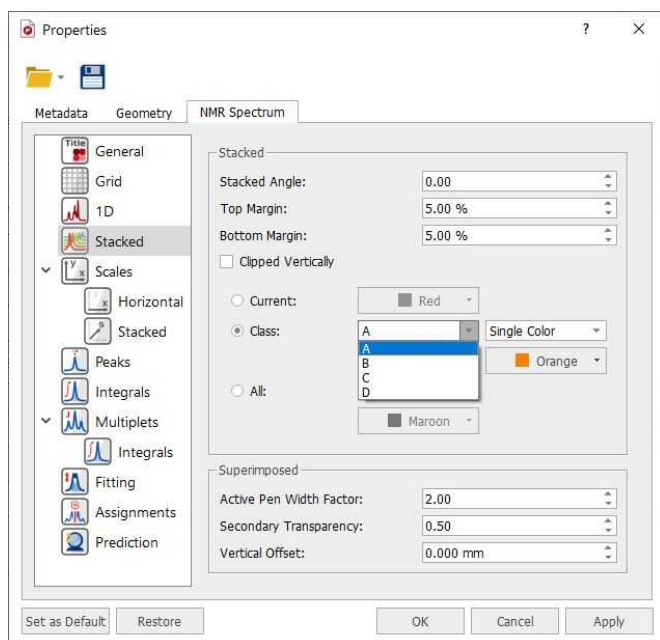 Properties
?
Metadata
Geometry
NMR Spectrum
Title
General
Grid
1D
Stacked
Scales
Horizontal
Stacked
Peaks
Integrals
Multiplets
Integrals
Fitting
Assignments
Prediction
Stacked
Stacked Angle: 0.00
Top Margin: 5.00 %
Bottom Margin: 5.00 %
Clipped Vertically
Current: Red
Class: A Single Color
A
B Orange
C
D
All:
Maroon
Superimposed
Active Pen Width Factor: 2.00
Secondary Transparency: 0.50
Vertical Offset: 0.000 mm
Set as Default Restore OK Cancel Apply